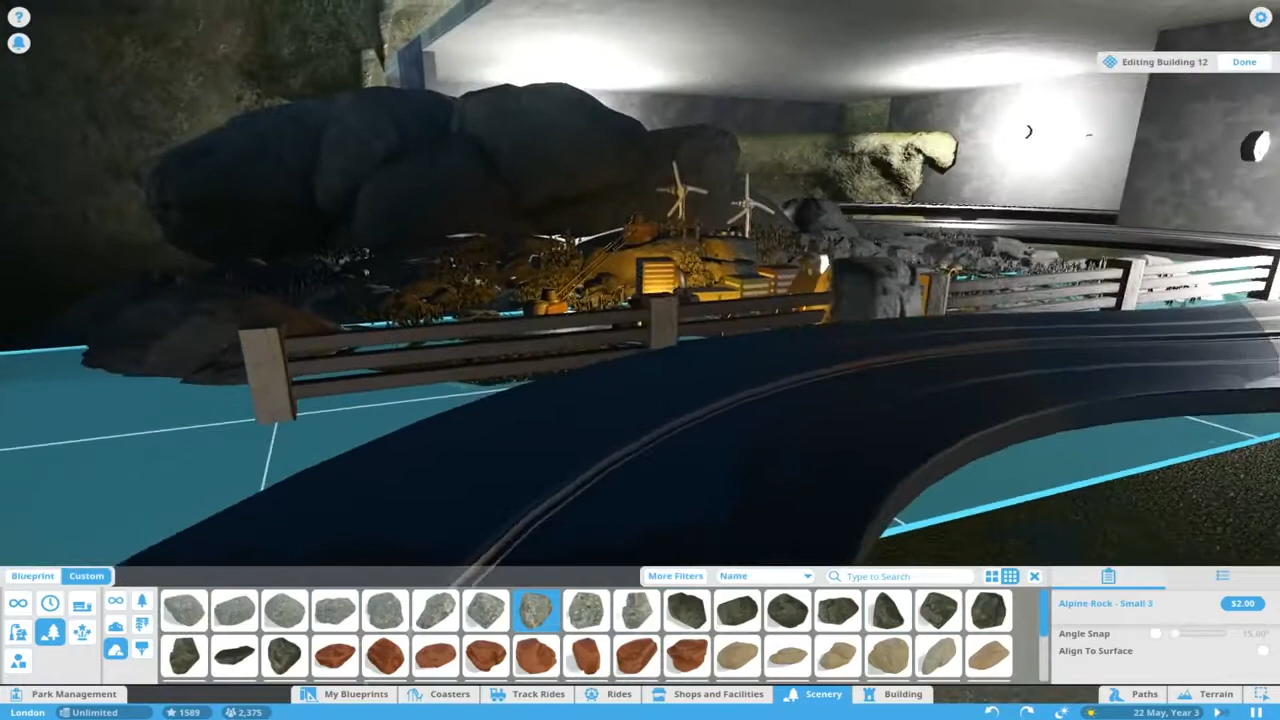 ?
Editing Building 12 Done
Blueprint Custom
More Filters Name Type to Search
Alpine Rock - Small 3 $2.00
Angle Snap 15.00°
Align To Surface
Park Management My Blueprints Coasters Track Rides Rides Shops and Facilities Scenery Building Paths Terrain
London Unlimited 1589 2,375 22 May, Year 3